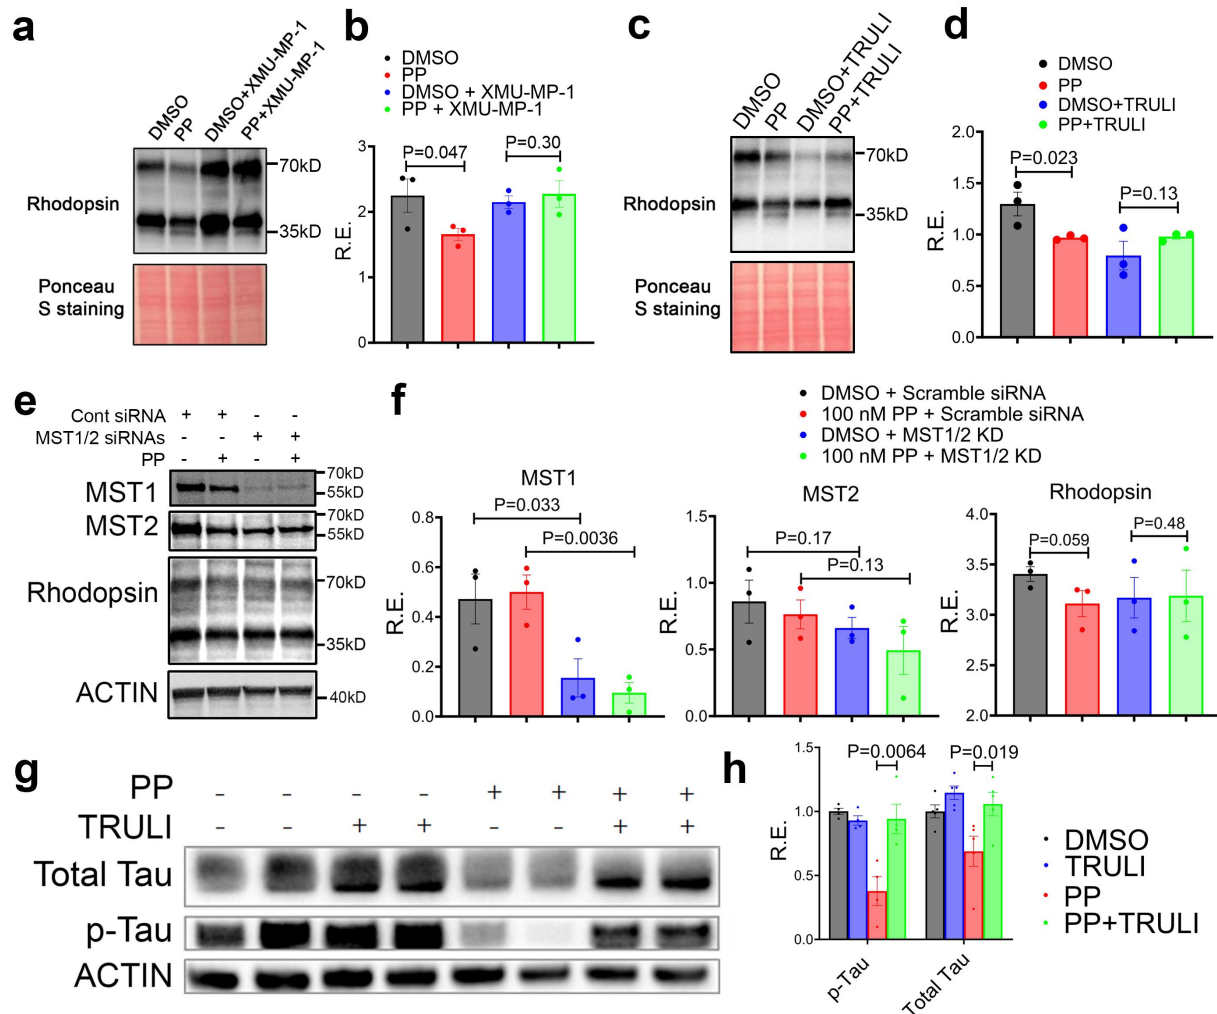 a
DMSO
PP
DMSO+XMU-MP-1
PP+XMU-MP-1
Rhodopsin
70kD
35kD
Ponceau
S staining
b
DMSO
PP
DMSO + XMU-MP-1
PP + XMU-MP-1
P=0.047
P=0.30
R.E.
3
2
1
0
c
DMSO
PP
DMSO+TRULI
PP+TRULI
Rhodopsin
70kD
35kD
Ponceau
S staining
d
DMSO
PP
DMSO+TRULI
PP+TRULI
P=0.023
P=0.13
R.E.
2.0
1.5
1.0
0.5
0.0
e
Cont siRNA + + - -
MST1/2 siRNAs - - + +
PP - + - +
MST1
70kD
55kD
MST2
70kD
55kD
Rhodopsin
70kD
35kD
ACTIN
40kD
f
DMSO + Scramble siRNA
100 nM PP + Scramble siRNA
DMSO + MST1/2 KD
100 nM PP + MST1/2 KD
MST1
P=0.033
P=0.0036
R.E.
0.8
0.6
0.4
0.2
0.0
MST2
P=0.17
P=0.13
R.E.
1.5
1.0
0.5
0.0
Rhodopsin
P=0.059
P=0.48
R.E.
4.0
3.5
3.0
2.5
2.0
g
PP - - - - + + + +
TRULI - - + + - - + +
Total Tau
p-Tau
ACTIN
h
P=0.0064
P=0.019
R.E.
1.5
1.0
0.5
0.0
p-Tau
Total Tau
DMSO
TRULI
PP
PP+TRULI